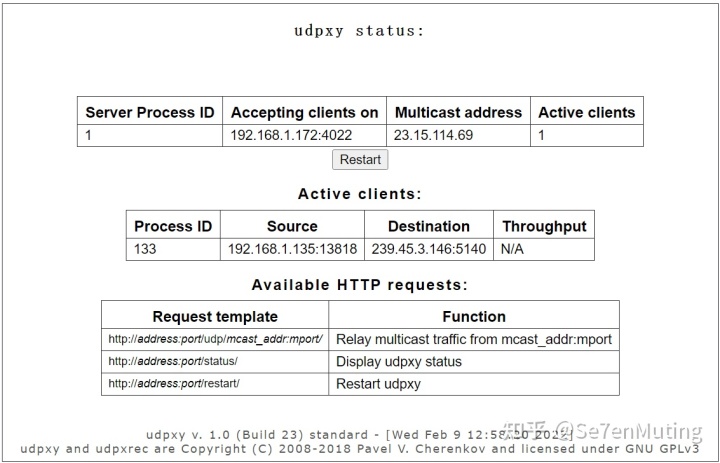 udpxy status:
Server Process ID Accepting clients on Multicast address Active clients
1 192.168.1.172:4022 23.15.114.69 1
Restart
Active clients:
Process ID Source Destination Throughput
133 192.168.1.135:13818 239.45.3.146:5140 N/A
Available HTTP requests:
Request template Function
http://address:port/udp/mcast_addr:mport/ Relay multicast traffic from mcast_addr:mport
http://address:port/status/ Display udpxy status
http://address:port/restart/ Restart udpxy
udpxy v. 1.0 (Build 23) standard - [Wed Feb 9 12:58:20 2022]
知乎 @Se7enMuting
udpxy and udpxrec are Copyright (C) 2008-2018 Pavel V. Cherenkov and licensed under GNU GPLv3